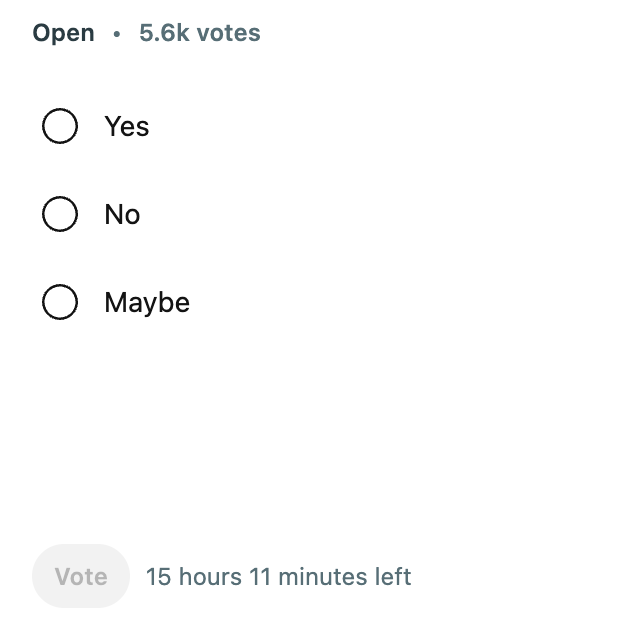 Open • 5.6k votes
Yes
No
Maybe
Vote 15 hours 11 minutes left